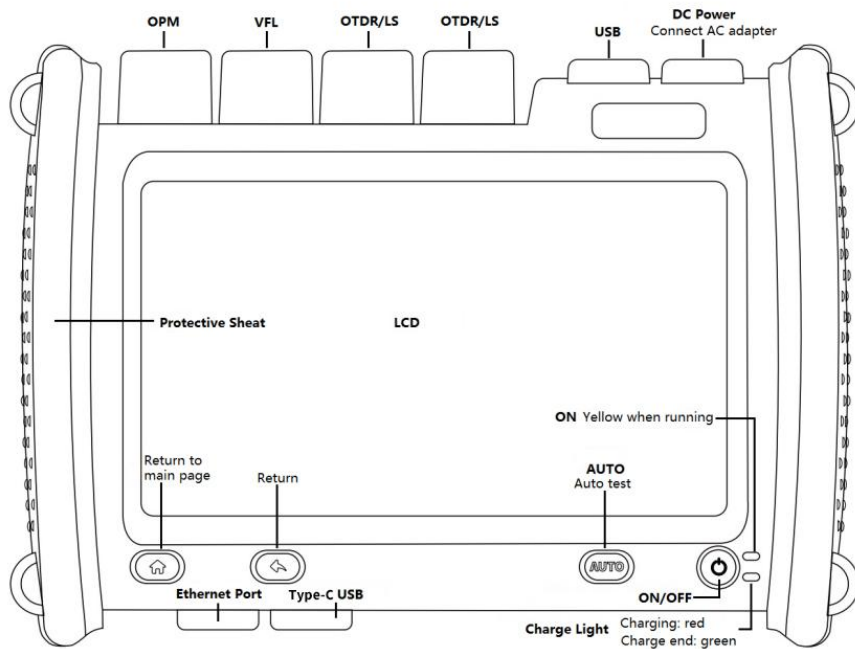 OPM
VFL
OTDR/LS
OTDR/LS
USB
DC Power
Connect AC adapter
Protective Sheat
LCD
ON Yellow when running
Return to
main page
Return
AUTO
Auto test
AUTO
ON/OFF
Ethernet Port
Type-C USB
Charge Light
Charging: red
Charge end: green